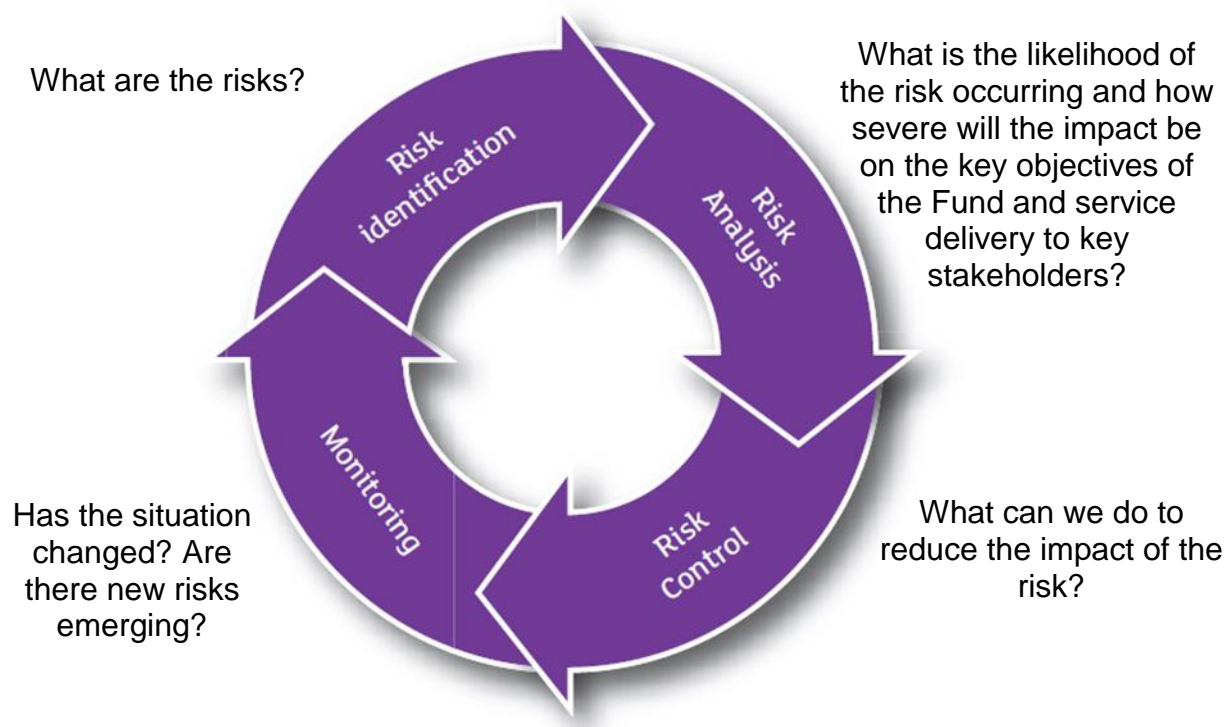 What are the risks?
Risk
identification
What is the likelihood of
the risk occurring and how
severe will the impact be
on the key objectives of
the Fund and service
delivery to key
stakeholders?
Risk
Analysis
What can we do to
reduce the impact of the
risk?
Risk
Control
Has the situation
changed? Are
there new risks
emerging?
Monitoring